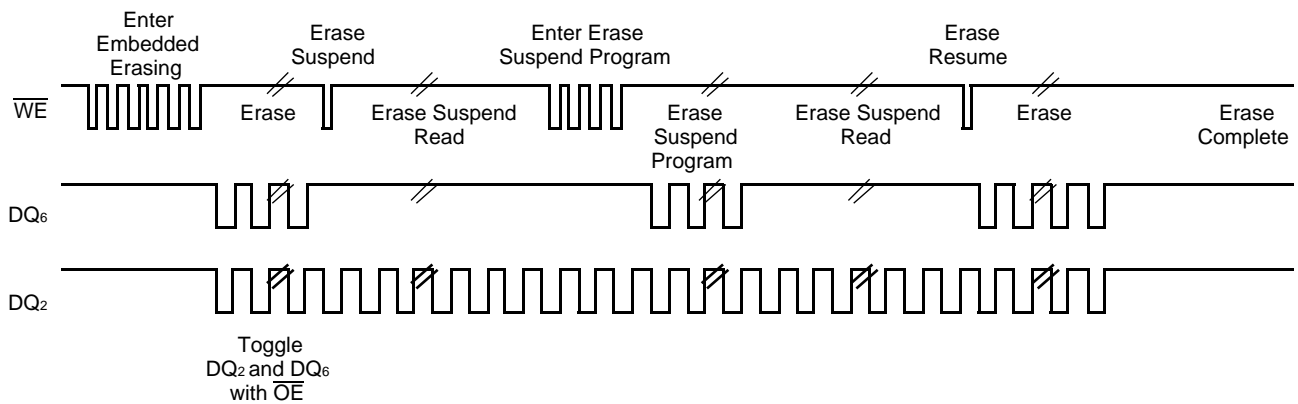 Enter
Embedded
Erasing
Erase
Suspend
Enter Erase
Suspend Program
Erase
Resume
WE
Erase
Erase Suspend
Read
Erase
Suspend
Program
Erase Suspend
Read
Erase
Erase
Complete
DQ6
DQ2
Toggle
DQ2 and DQ6
with OE